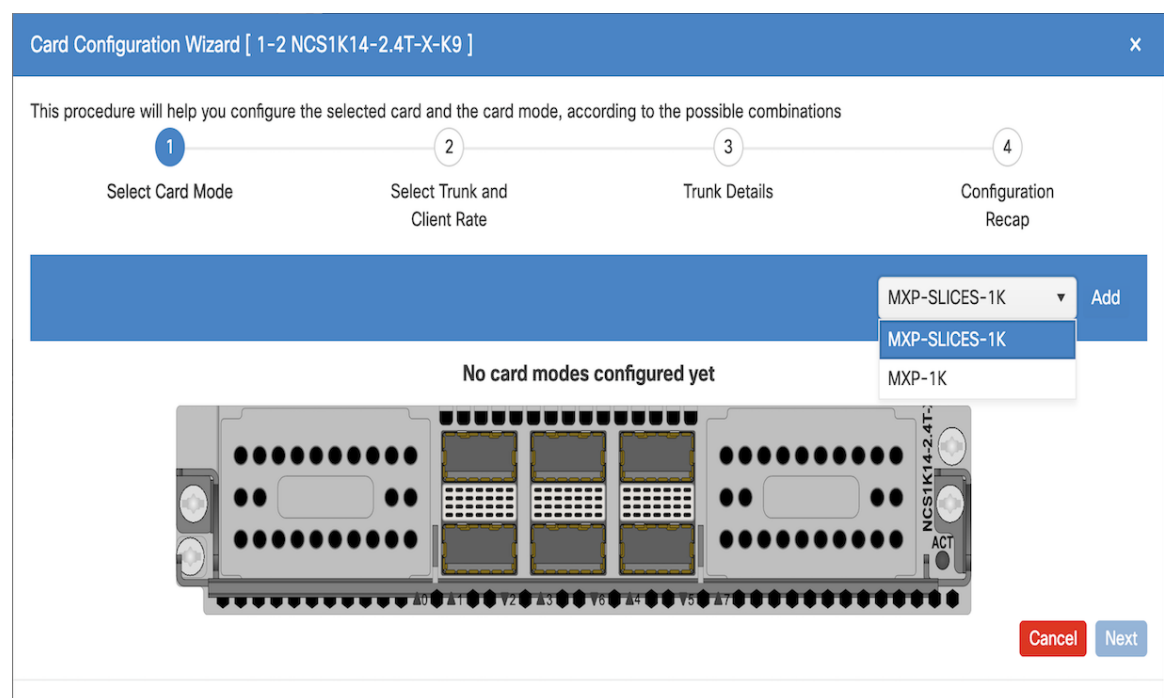 Card Configuration Wizard [ 1-2 NCS1K14-2.4T-X-K9 ]
×
This procedure will help you configure the selected card and the card mode, according to the possible combinations
1
2
3
4
Select Card Mode
Select Trunk and
Client Rate
Trunk Details
Configuration
Recap
MXP-SLICES-1K
Add
MXP-SLICES-1K
MXP-1K
No card modes configured yet
NCS1K14-2.4T-
ACT
▲0 ▲1 ▼2 ▲3 ▼6 ▲4 ▼5 ▲7
Cancel
Next